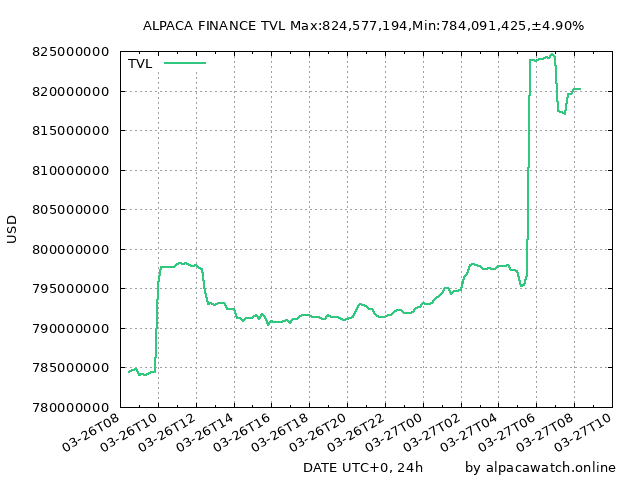 ALPACA FINANCE TVL Max:824,577,194,Min:784,091,425,±4.90%
TVL
825000000
820000000
815000000
810000000
805000000
800000000
795000000
790000000
785000000
780000000
USD
03-26T08
03-26T10
03-26T12
03-26T14
03-26T16
03-26T18
03-26T20
03-26T22
03-27T00
03-27T02
03-27T04
03-27T06
03-27T08
03-27T10
DATE UTC+0, 24h
by alpacawatch.online